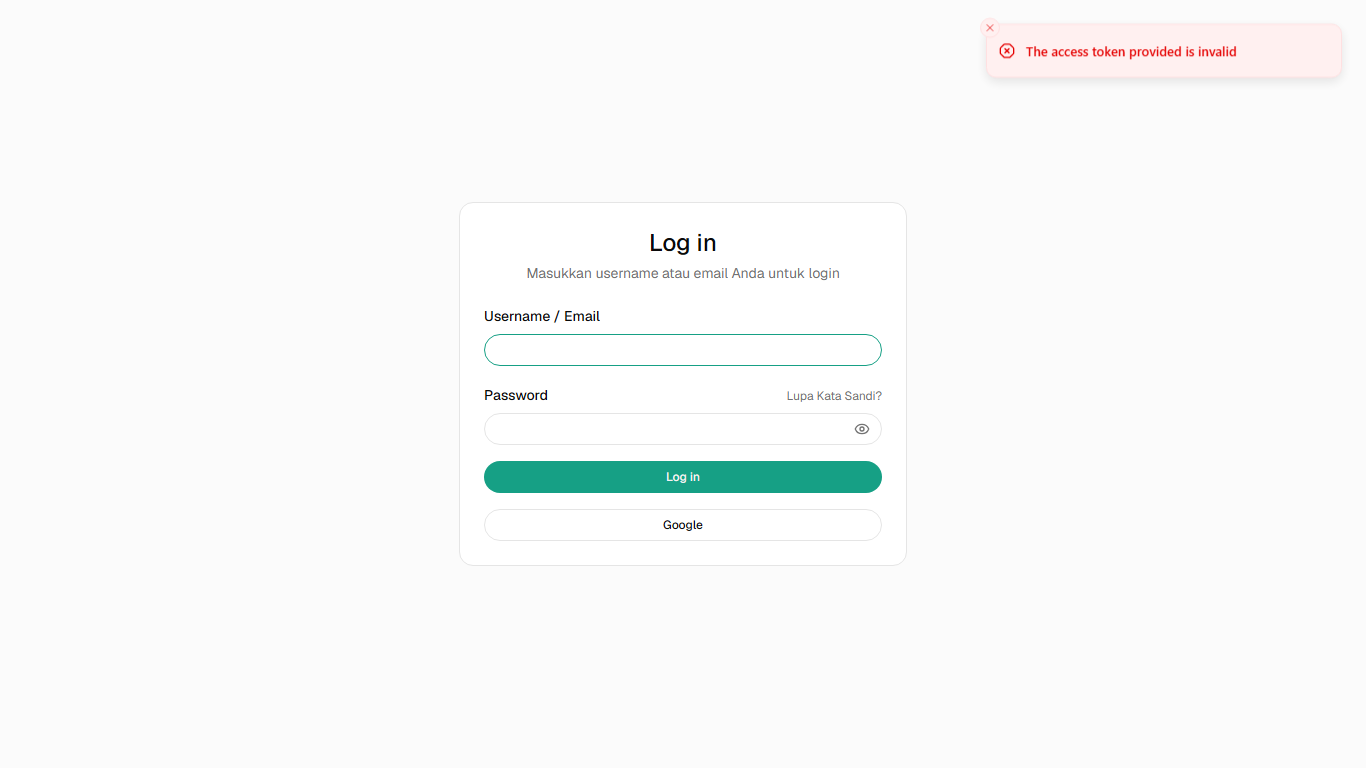 The access token provided is invalid
Log in
Masukkan username atau email Anda untuk login
Username / Email
Password
Lupa Kata Sandi?
Log in
Google